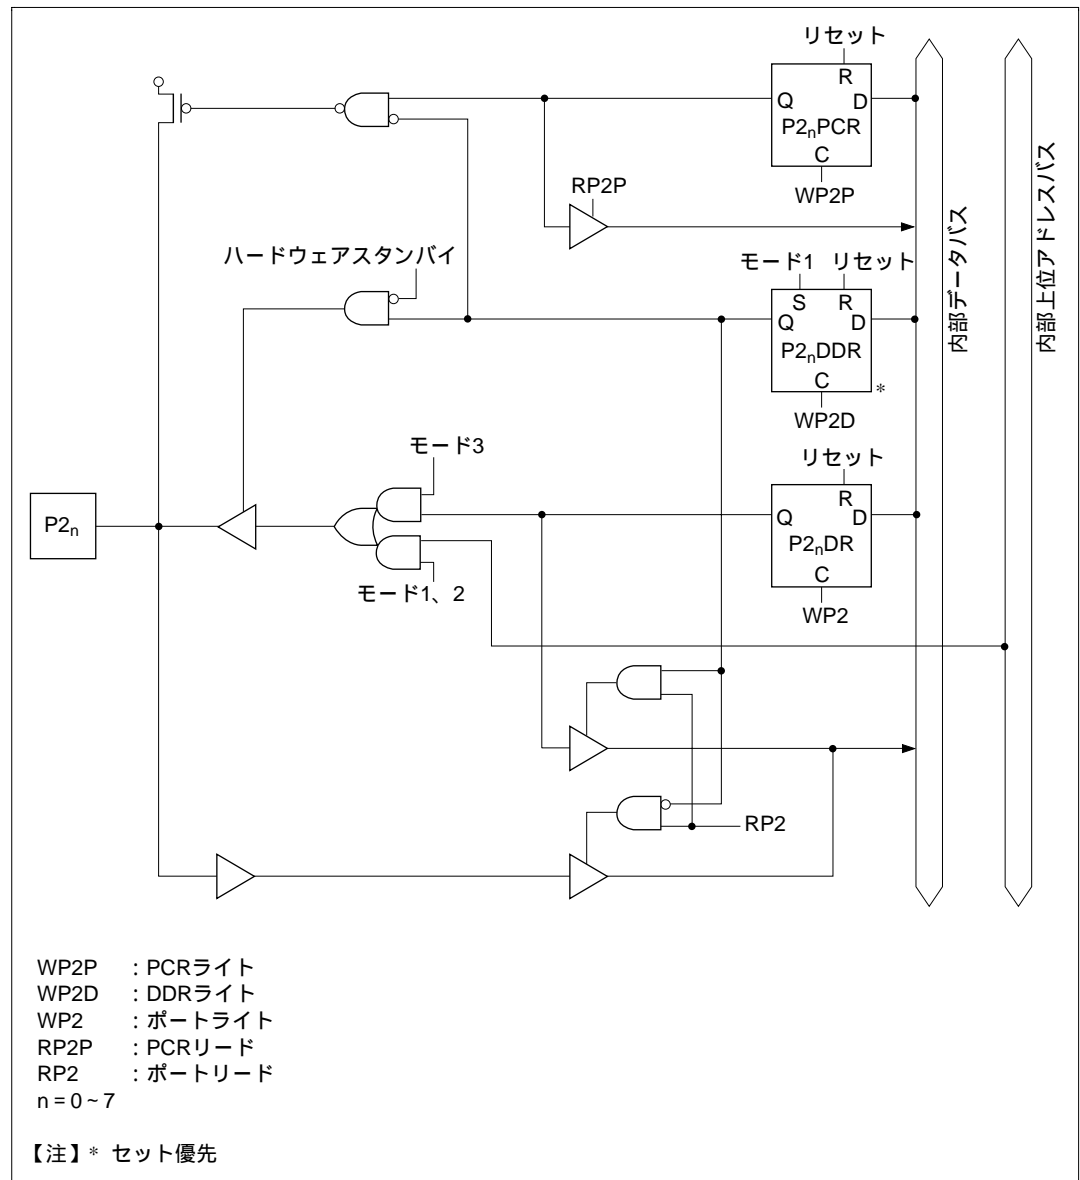 リセット
R
Q
D
P2nPCR
C
WP2P
RP2P
ハードウェアスタンバイ
モード1
リセット
S
R
Q
D
P2nDDR
C
*
WP2D
モード3
リセット
R
Q
D
P2nDR
C
WP2
P2n
モード1、2
RP2
内部データバス
内部上位アドレスバス
WP2P : PCRライト
WP2D : DDRライト
WP2 : ポートライト
RP2P : PCRリード
RP2 : ポートリード
n = 0 ~ 7
【注】* セット優先